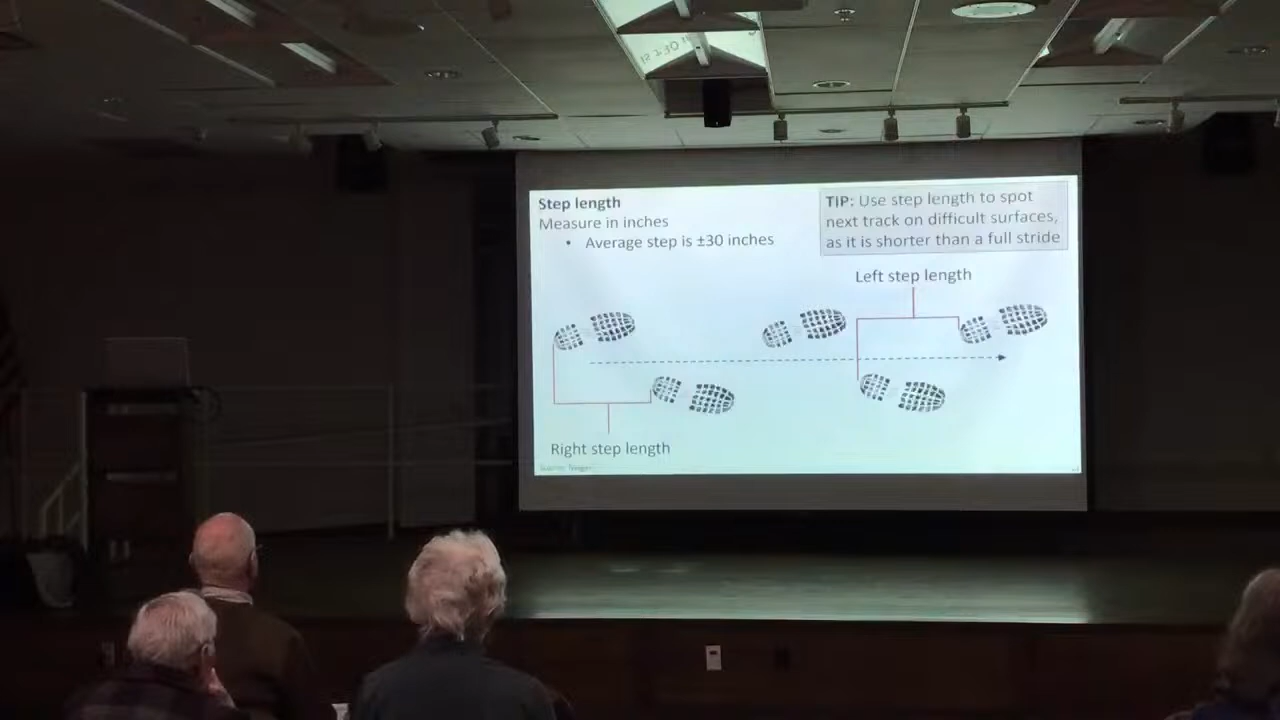 Step length
Measure in inches
• Average step is ±30 inches
TIP: Use step length to spot
next track on difficult surfaces,
as it is shorter than a full stride
Left step length
Right step length